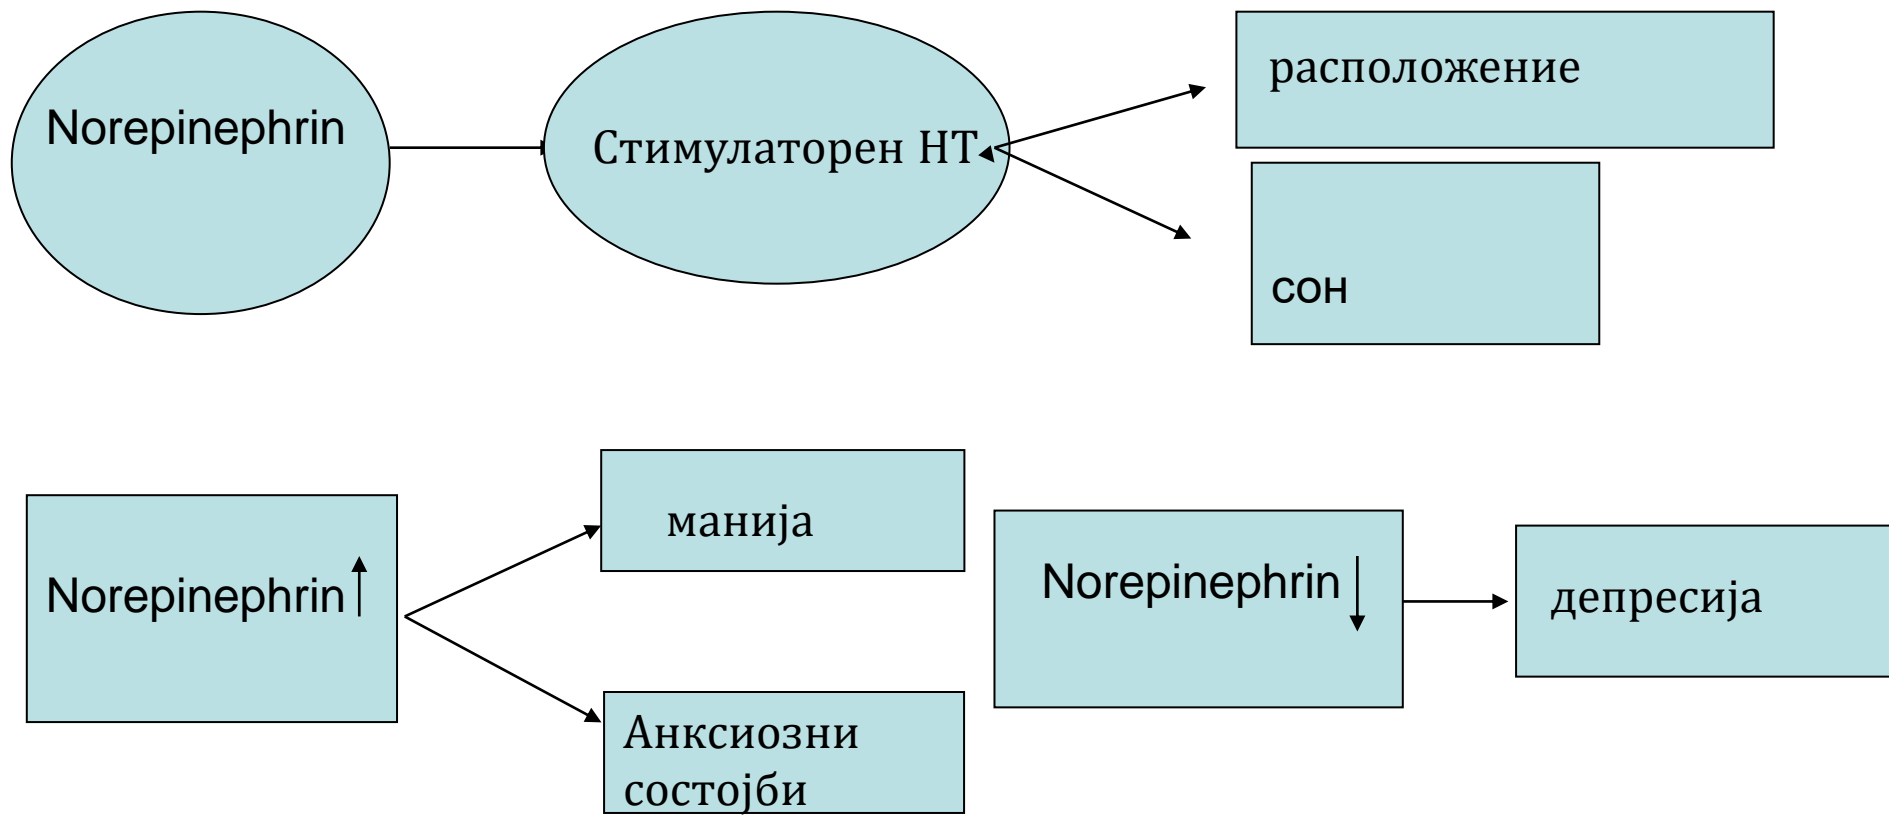 Norepinephrin
Стимулаторен НТ
расположение
сон
Norepinephrin
манија
Анксиозни
состојби
Norepinephrin
депресија